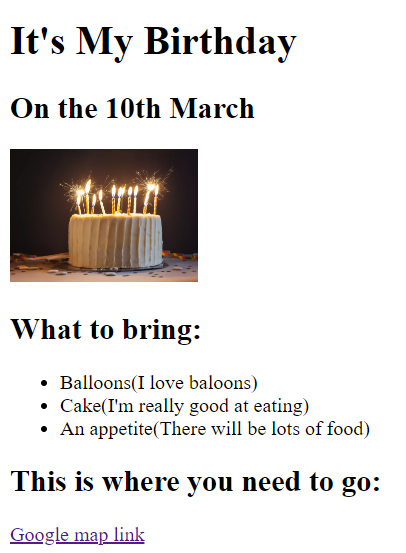 It's My Birthday
On the 10th March
What to bring:
Balloons(I love baloons)
Cake(I'm really good at eating)
An appetite(There will be lots of food)
This is where you need to go:
Google map link